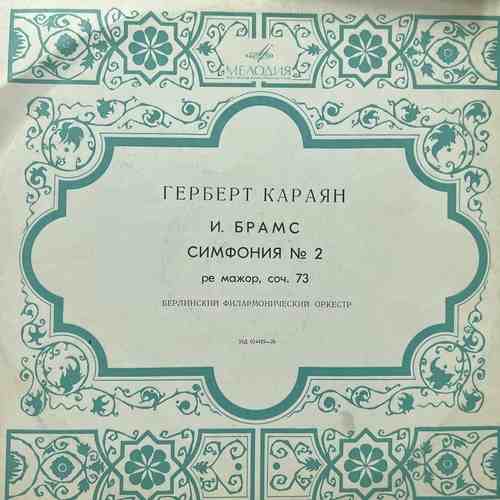 МЕЛОДИЯ
ГЕРБЕРТ КАРАЯН
И. БРАМС
СИМФОНИЯ № 2
ре мажор, соч. 73
БЕРЛИНСКИЙ ФИЛАРМОНИЧЕСКИЙ ОРКЕСТР